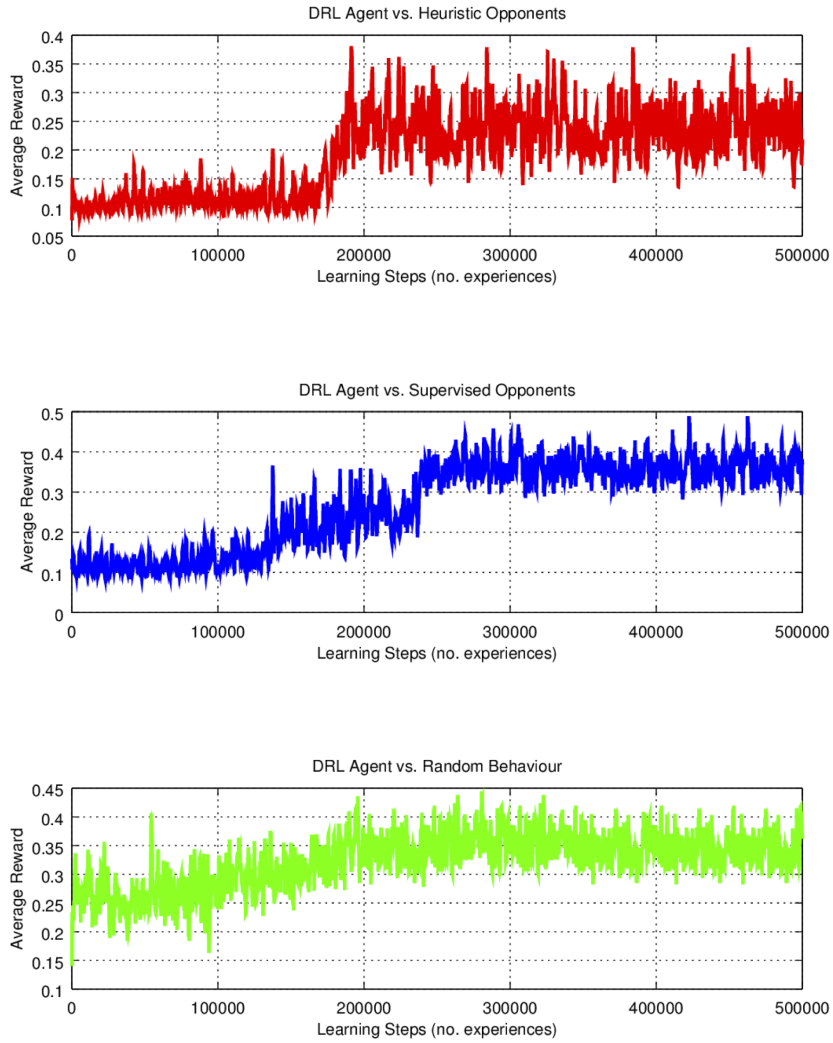 DRL Agent vs. Heuristic Opponents
0.4
0.35
0.3
0.25
0.2
0.15
0.1
0.05
Average Reward
0 100000 200000 300000 400000 500000
Learning Steps (no. experiences)
DRL Agent vs. Supervised Opponents
0.5
0.4
0.3
0.2
0.1
0
Average Reward
0 100000 200000 300000 400000 500000
Learning Steps (no. experiences)
DRL Agent vs. Random Behaviour
0.45
0.4
0.35
0.3
0.25
0.2
0.15
0.1
Average Reward
0 100000 200000 300000 400000 500000
Learning Steps (no. experiences)